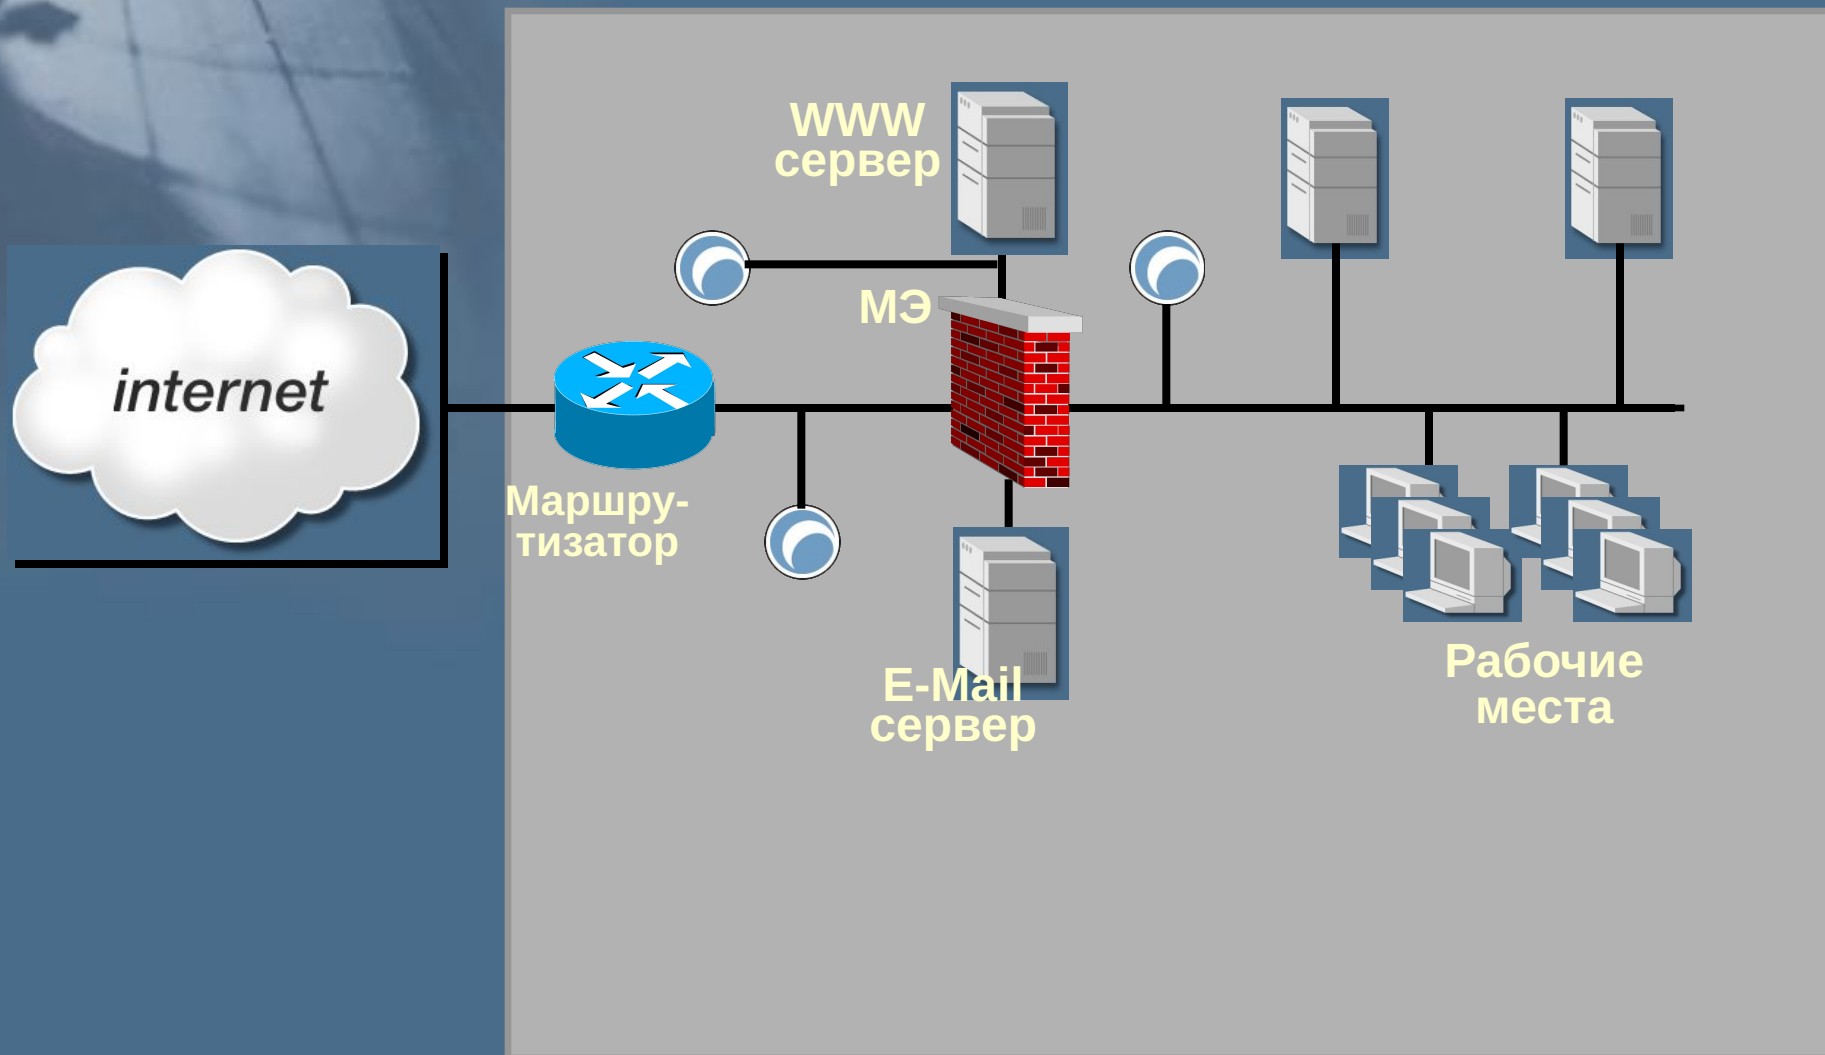 WWW
сервер
МЭ
internet
Маршру-
тизатор
E-Mail
сервер
Рабочие
места